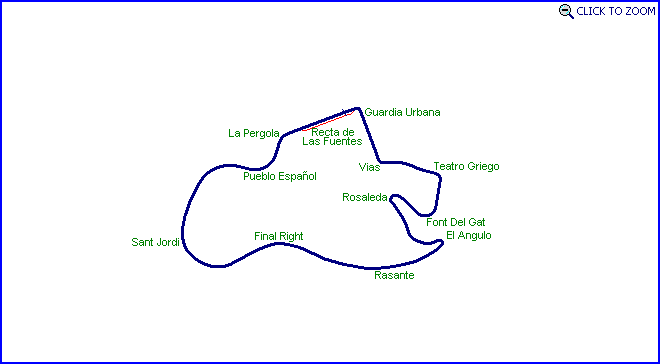 CLICK TO ZOOM
Guardia Urbana
La Pergola
Recta de
Las Fuentes
Vias
Teatro Griego
Pueblo Español
Rosaleda
Font Del Gat
El Angulo
Sant Jordi
Final Right
Rasante